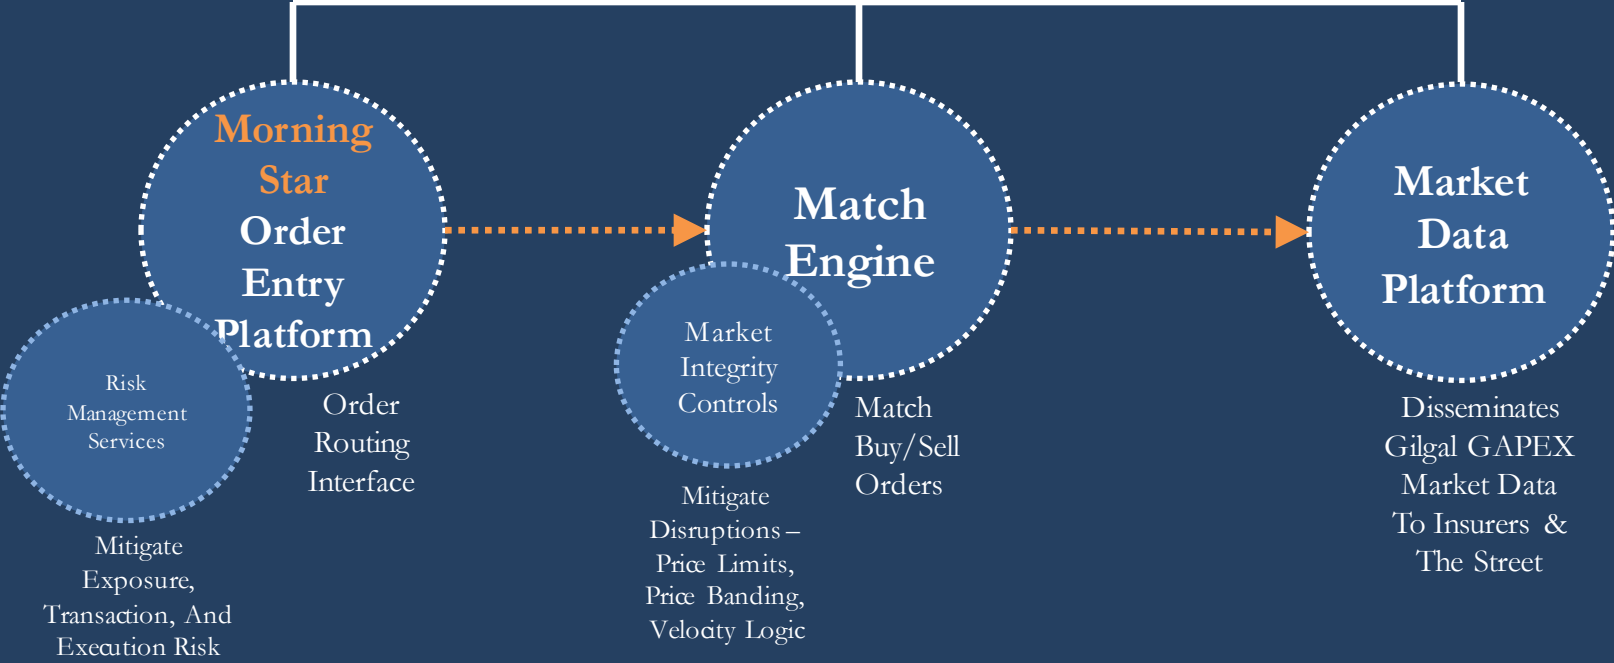 Morning
Star
Order
Entry
Platform
Risk
Management
Services
Order
Routing
Interface
Mitigate
Exposure,
Transaction, And
Execution Risk
Match
Engine
Market
Integrity
Controls
Match
Buy/Sell
Orders
Mitigate
Disruptions –
Price Limits,
Price Banding,
Velocity Logic
Market
Data
Platform
Disseminates
Gilgal GAPEX
Market Data
To Insurers &
The Street